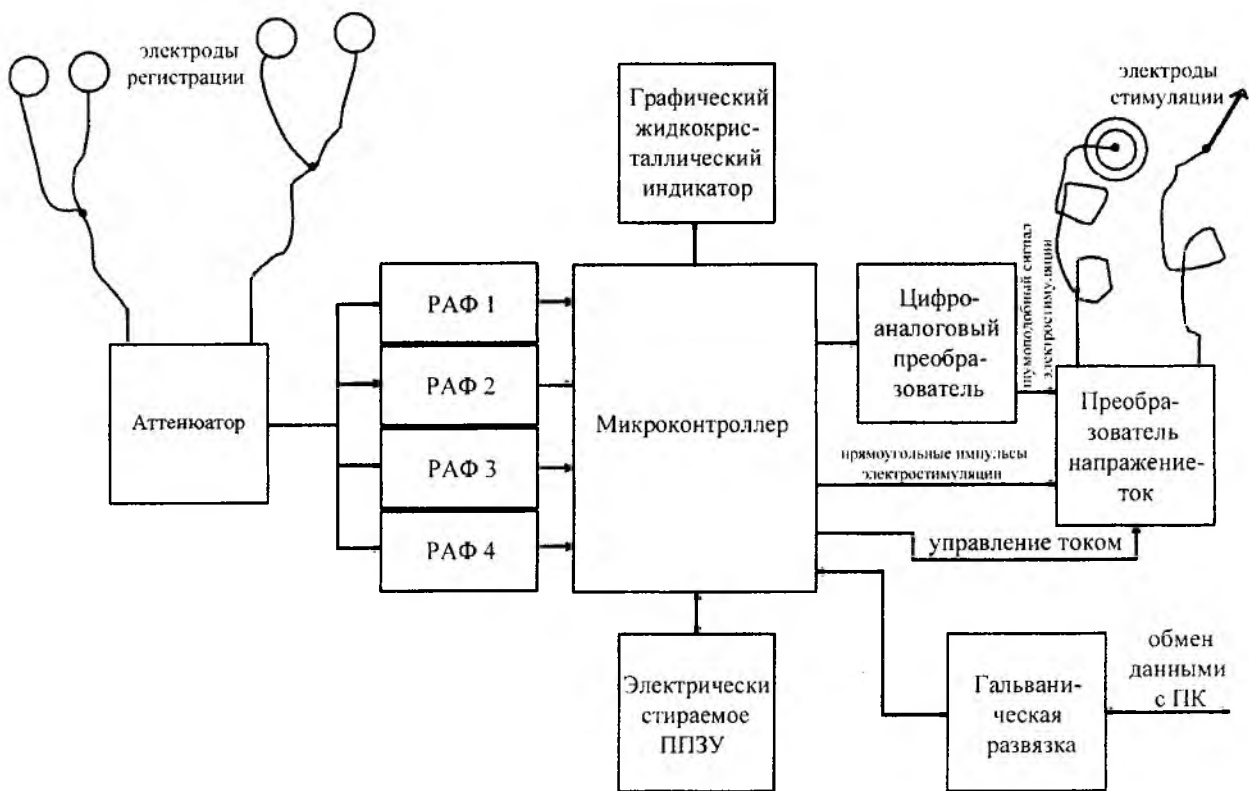 электроды
регистрации
Графический
жидкокрис-
таллический
индикатор
электроды
стимуляции
РАФ 1
РАФ 2
РАФ 3
РАФ 4
Аттенюатор
Микроконтроллер
Цифро-
аналоговый
преобра-
зователь
шумоподобный сигнал
электростимуляции
Преобра-
зователь
напражение-
ток
прямоугольные импульсы
электростимуляции
управление током
Электрически
стираемое
ППЗУ
Гальвани-
ческая
развязка
обмен
данными
с ПК